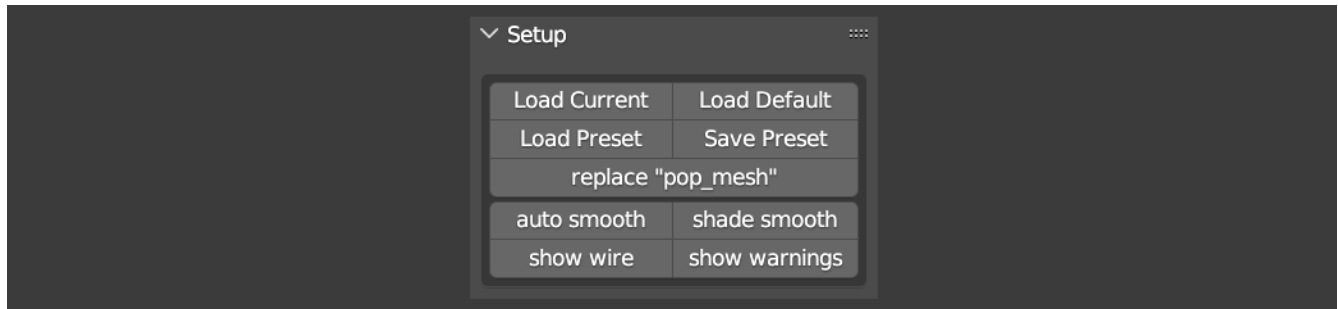 Setup
Load Current Load Default
Load Preset Save Preset
replace "pop_mesh"
auto smooth shade smooth
show wire show warnings